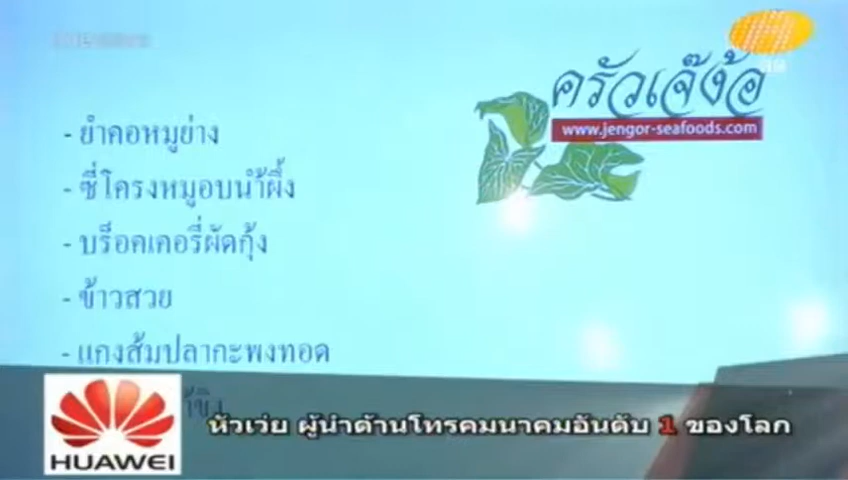 ครัวเจ๊ง้อ
www.jengor-seafoods.com
- ยำคอหมูย่าง
- ซี่โครงหมูอบน้ำผึ้ง
- บร็อคเคอรี่ผัดกุ้ง
- ข้าวสวย
- แกงส้มปลากะพงทอด
HUAWEI
หัวเว่ย ผู้นำด้านโทรคมนาคมอันดับ 1 ของโลก